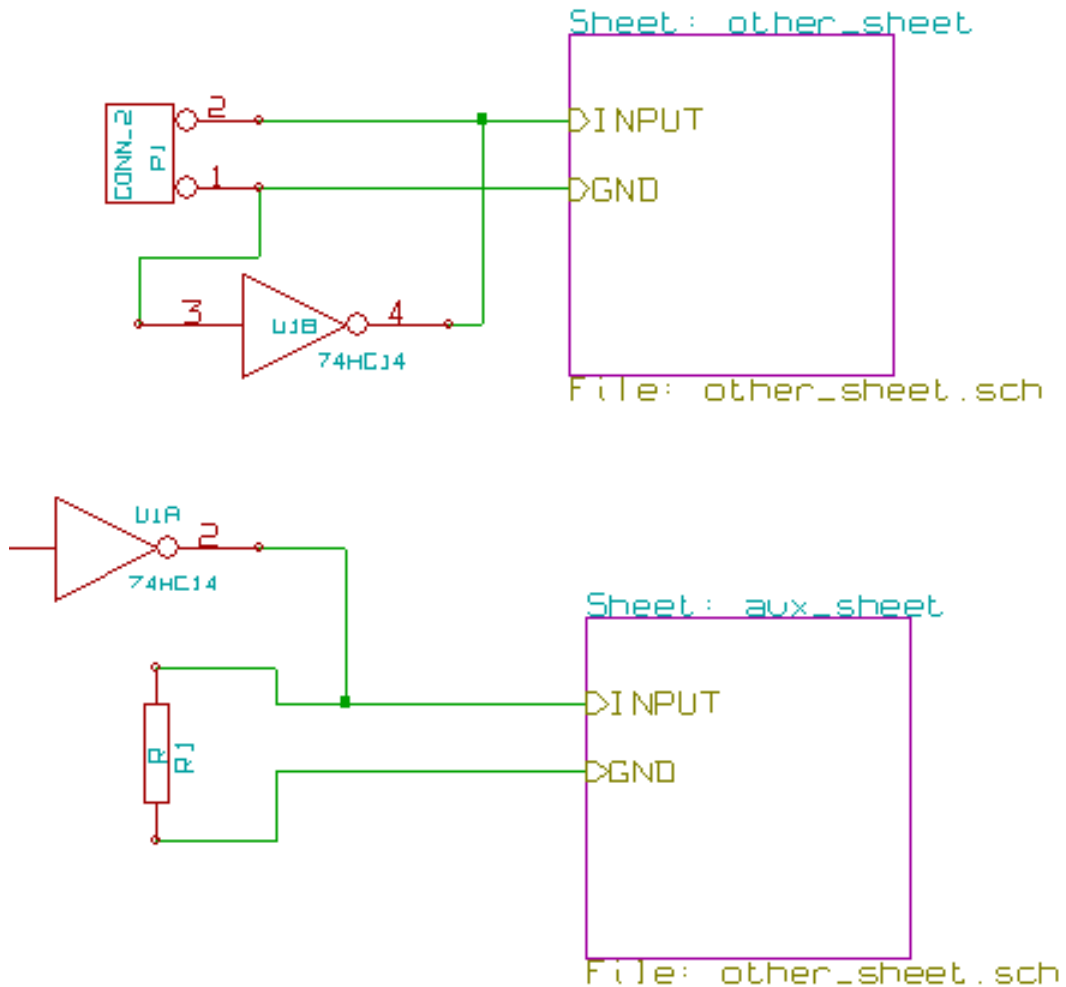 Sheet: other_sheet
2
INPUT
CONN_2
P1
1
GND
3
U1B
4
74HC14
File: other_sheet.sch
U1A
2
74HC14
Sheet: aux_sheet
INPUT
R
R1
GND
File: other_sheet.sch